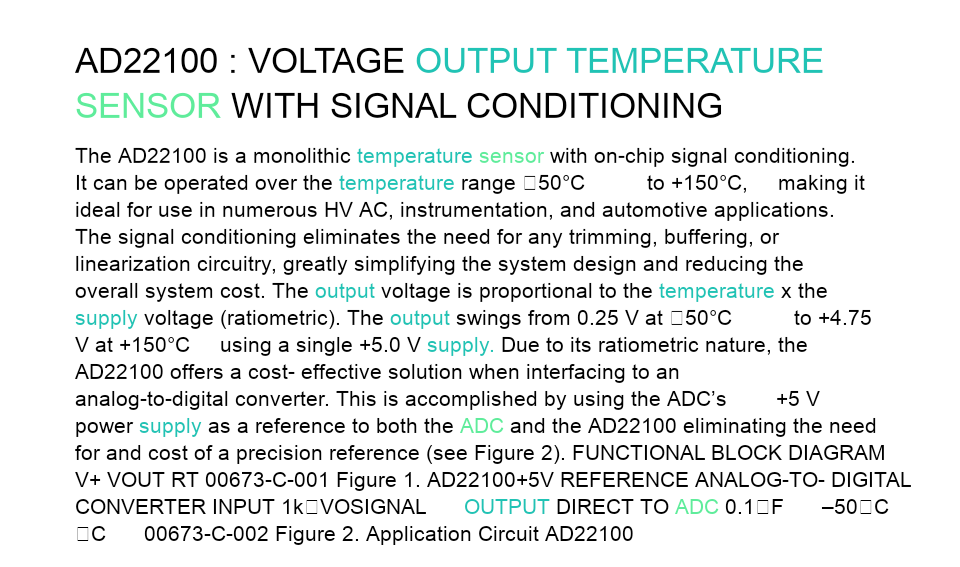 AD22100 : VOLTAGE OUTPUT TEMPERATURE
SENSOR WITH SIGNAL CONDITIONING
The AD22100 is a monolithic temperature sensor with on-chip signal conditioning.
It can be operated over the temperature range □50°C to +150°C, making it
ideal for use in numerous HV AC, instrumentation, and automotive applications.
The signal conditioning eliminates the need for any trimming, buffering, or
linearization circuitry, greatly simplifying the system design and reducing the
overall system cost. The output voltage is proportional to the temperature x the
supply voltage (ratiometric). The output swings from 0.25 V at □50°C to +4.75
V at +150°C using a single +5.0 V supply. Due to its ratiometric nature, the
AD22100 offers a cost- effective solution when interfacing to an
analog-to-digital converter. This is accomplished by using the ADC’s +5 V
power supply as a reference to both the ADC and the AD22100 eliminating the need
for and cost of a precision reference (see Figure 2). FUNCTIONAL BLOCK DIAGRAM
V+ VOUT RT 00673-C-001 Figure 1. AD22100+5V REFERENCE ANALOG-TO- DIGITAL
CONVERTER INPUT 1k□VOSIGNAL OUTPUT DIRECT TO ADC 0.1□F –50□C
□C 00673-C-002 Figure 2. Application Circuit AD22100